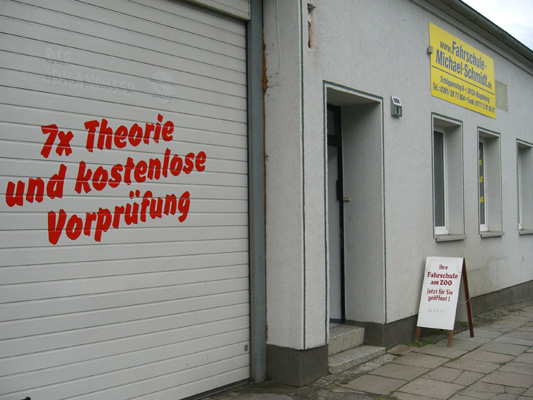 7x Theorie
und kostenlose
Vorprüfung
www.Fahrschule-
Michael-Schmidt.de
Ihre
Fahrschule
am ZOO
jetzt für Sie
geöffnet!